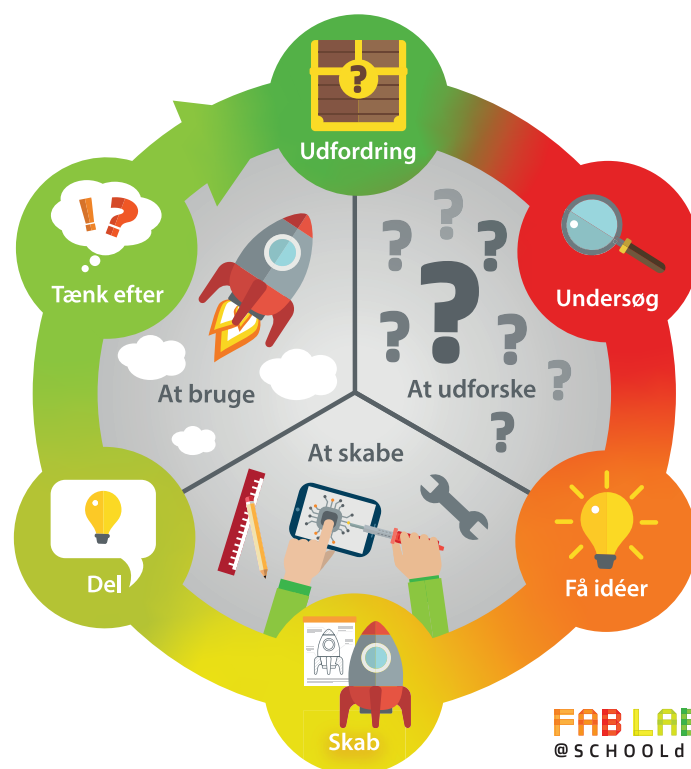 Udfordring
Undersøg
Få idéer
Skab
Del
Tænk efter
At udforske
At skabe
At bruge
FAB LAB
@SCHOOLd